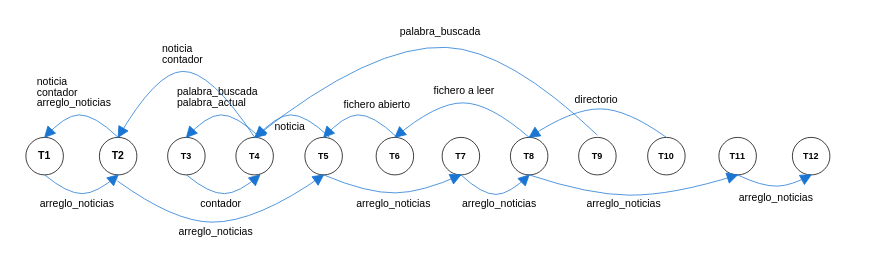 palabra_buscada
noticia
contador
noticia
contador
arreglo_noticias
palabra_buscada
palabra_actual
fichero a leer
directorio
fichero abierto
noticia
T1
T2
T3
T4
T5
T6
T7
T8
T9
T10
T11
T12
arreglo_noticias
contador
arreglo_noticias
arreglo_noticias
arreglo_noticias
arreglo_noticias
arreglo_noticias